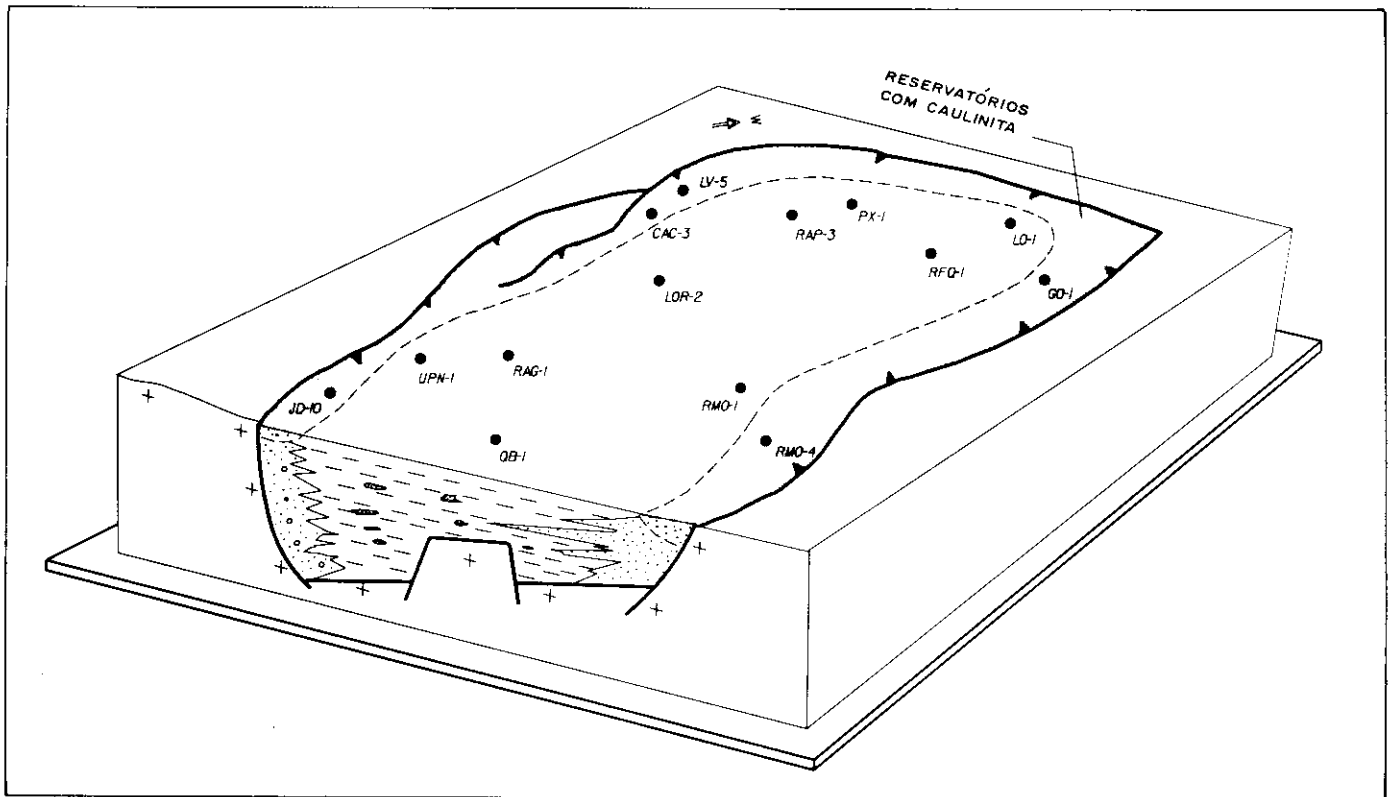 RESERVATÓRIOS
COM CAULINITA
N
LV-5
CAC-3
RAP-3
PX-1
LO-1
RFQ-1
GO-1
LOR-2
UPN-1
RAG-1
JD-10
RMO-1
QB-1
RMO-4